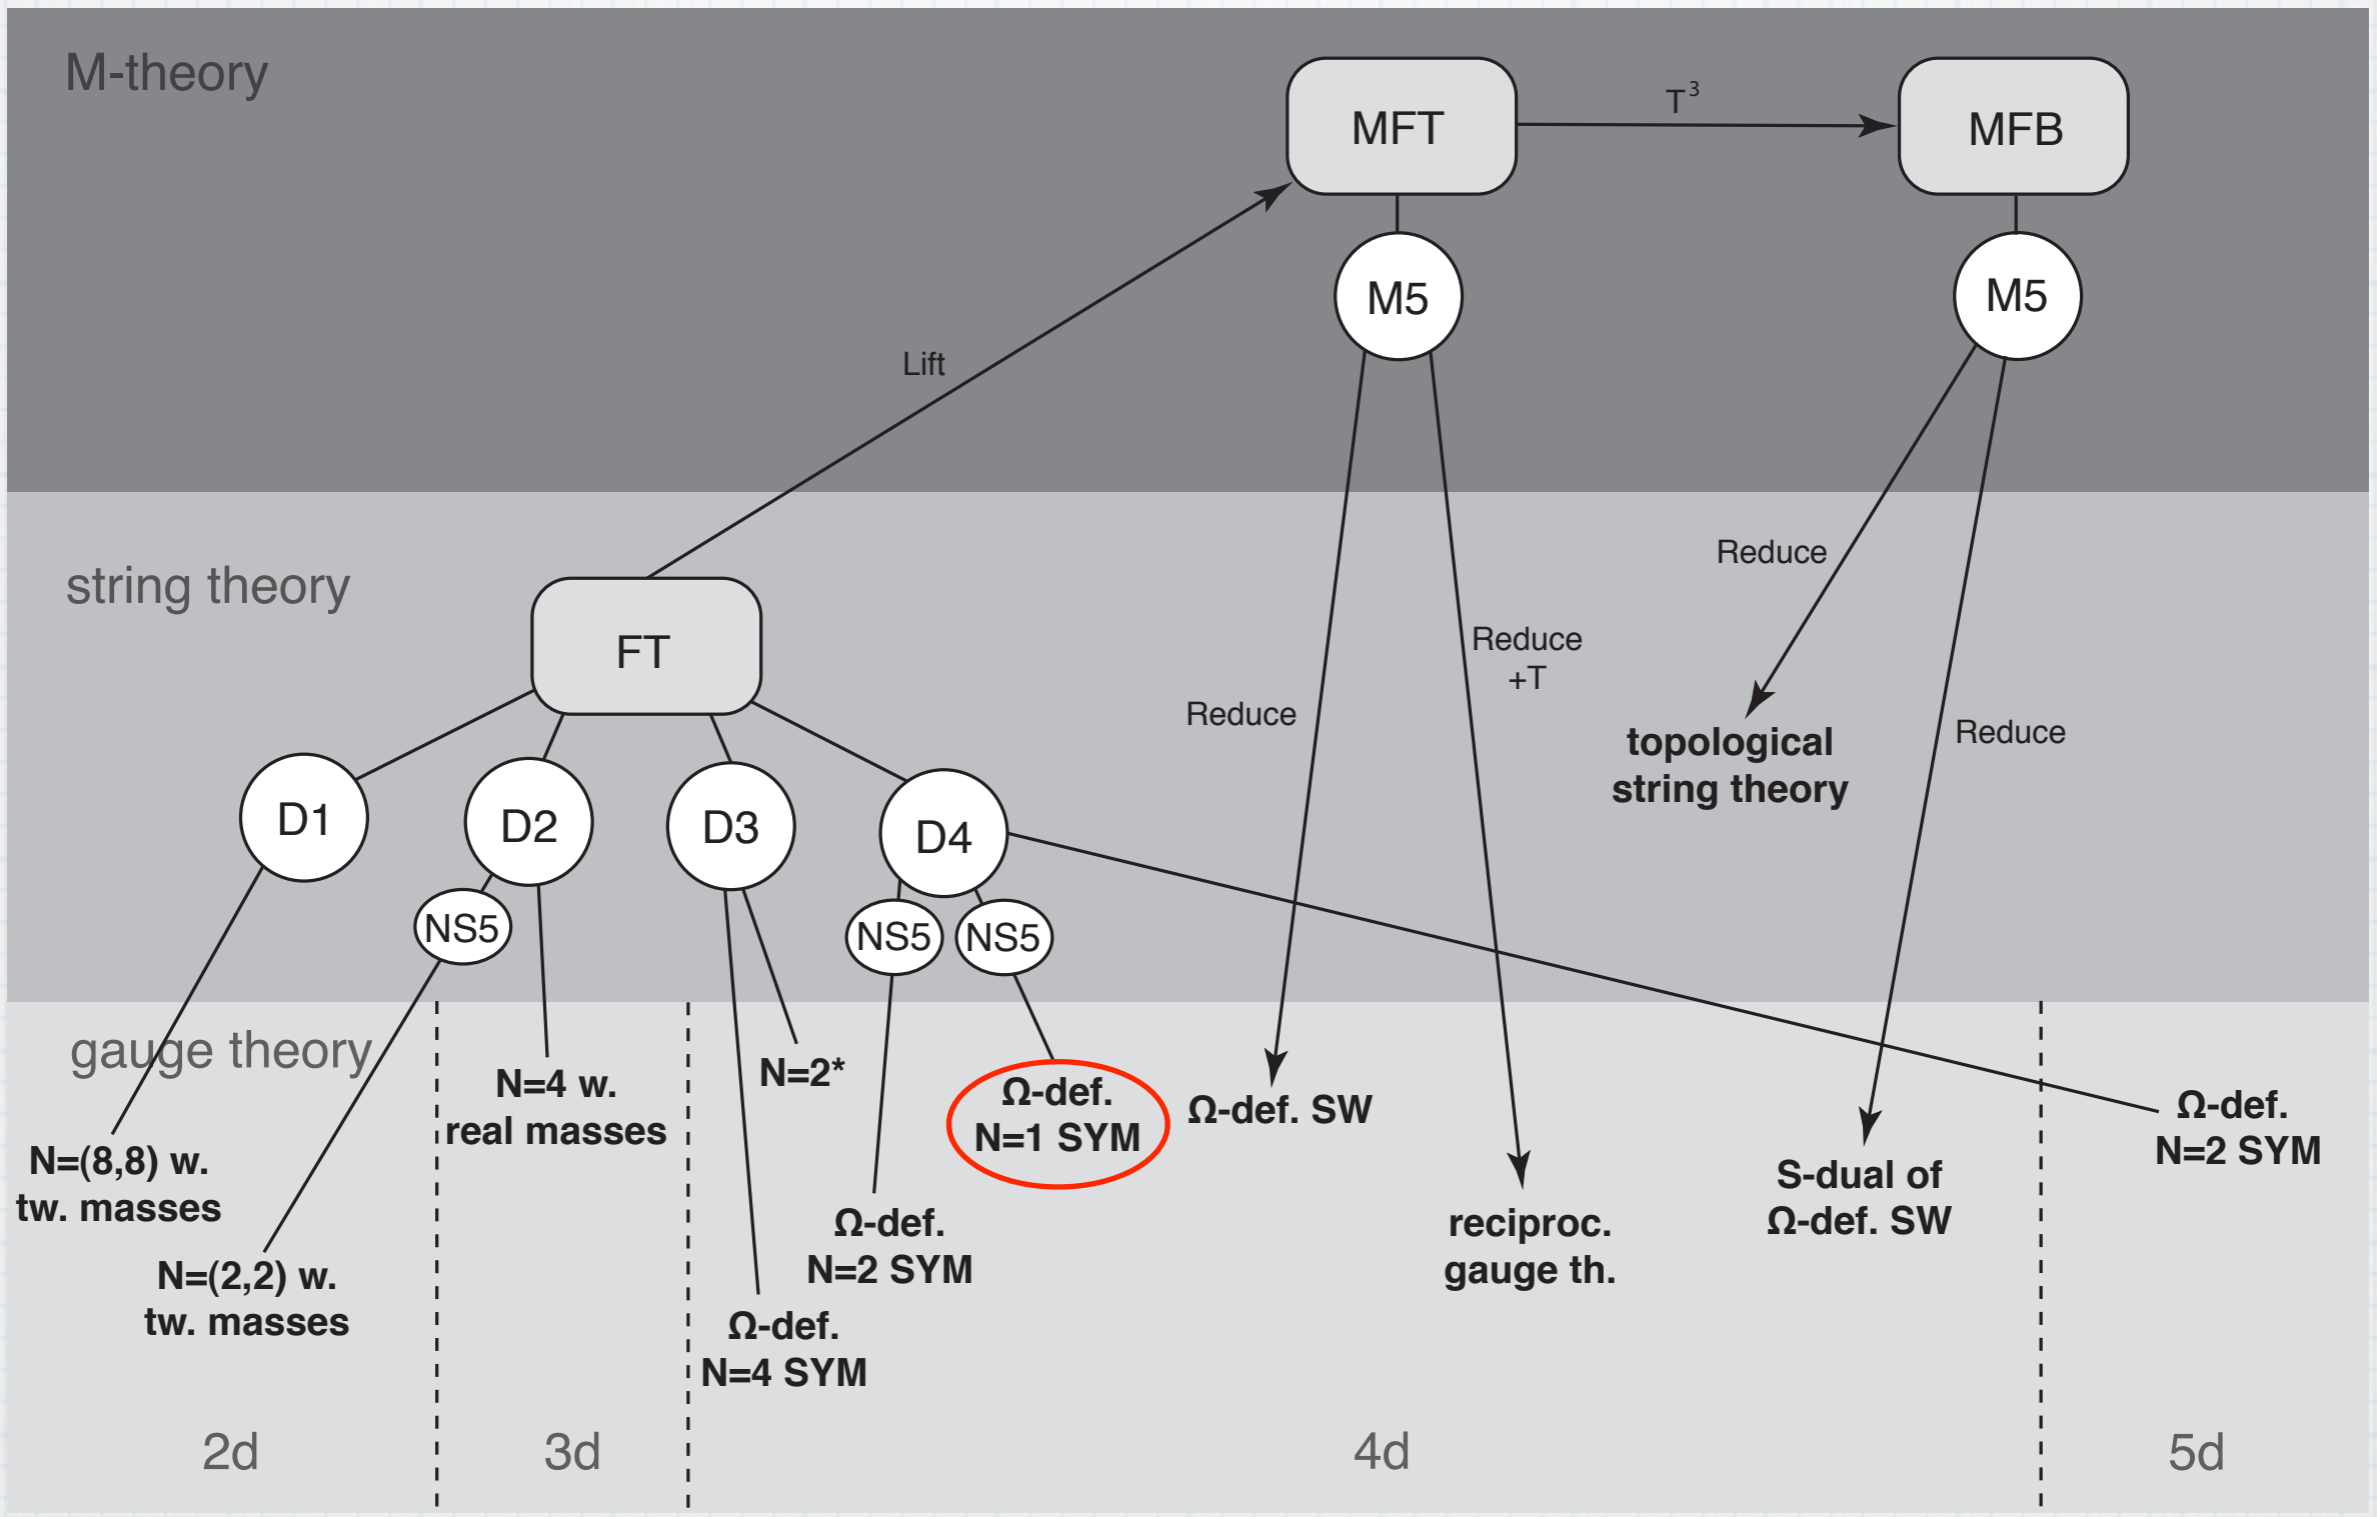 M-theory
MFT
T³
MFB
M5
M5
Lift
string theory
FT
Reduce
Reduce
+T
Reduce
Reduce
topological
string theory
D1
D2
D3
D4
NS5
NS5
NS5
gauge theory
N=(8,8) w.
tw. masses
N=(2,2) w.
tw. masses
N=4 w.
real masses
N=2*
Ω-def.
N=4 SYM
Ω-def.
N=2 SYM
Ω-def.
N=1 SYM
Ω-def. SW
reciproc.
gauge th.
S-dual of
Ω-def. SW
Ω-def.
N=2 SYM
2d
3d
4d
5d